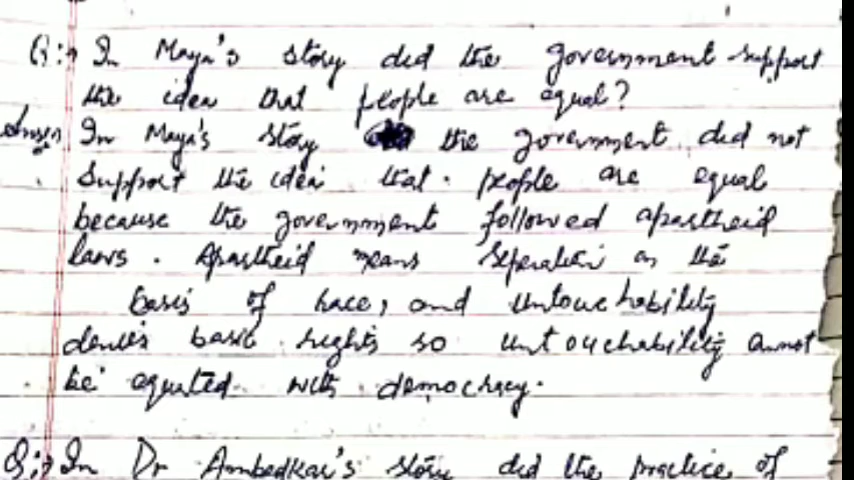 Q:→ In Maya's story did the government support
the idea that people are equal?
Answer In Maya's story the government did not
support the idea that people are equal
because the government followed apartheid
laws. Apartheid means separation on the
basis of race, and untouchability
denies basic rights so untouchability cannot
be equated with democracy.
Q:→ In Dr Ambedkar's story did the practice of